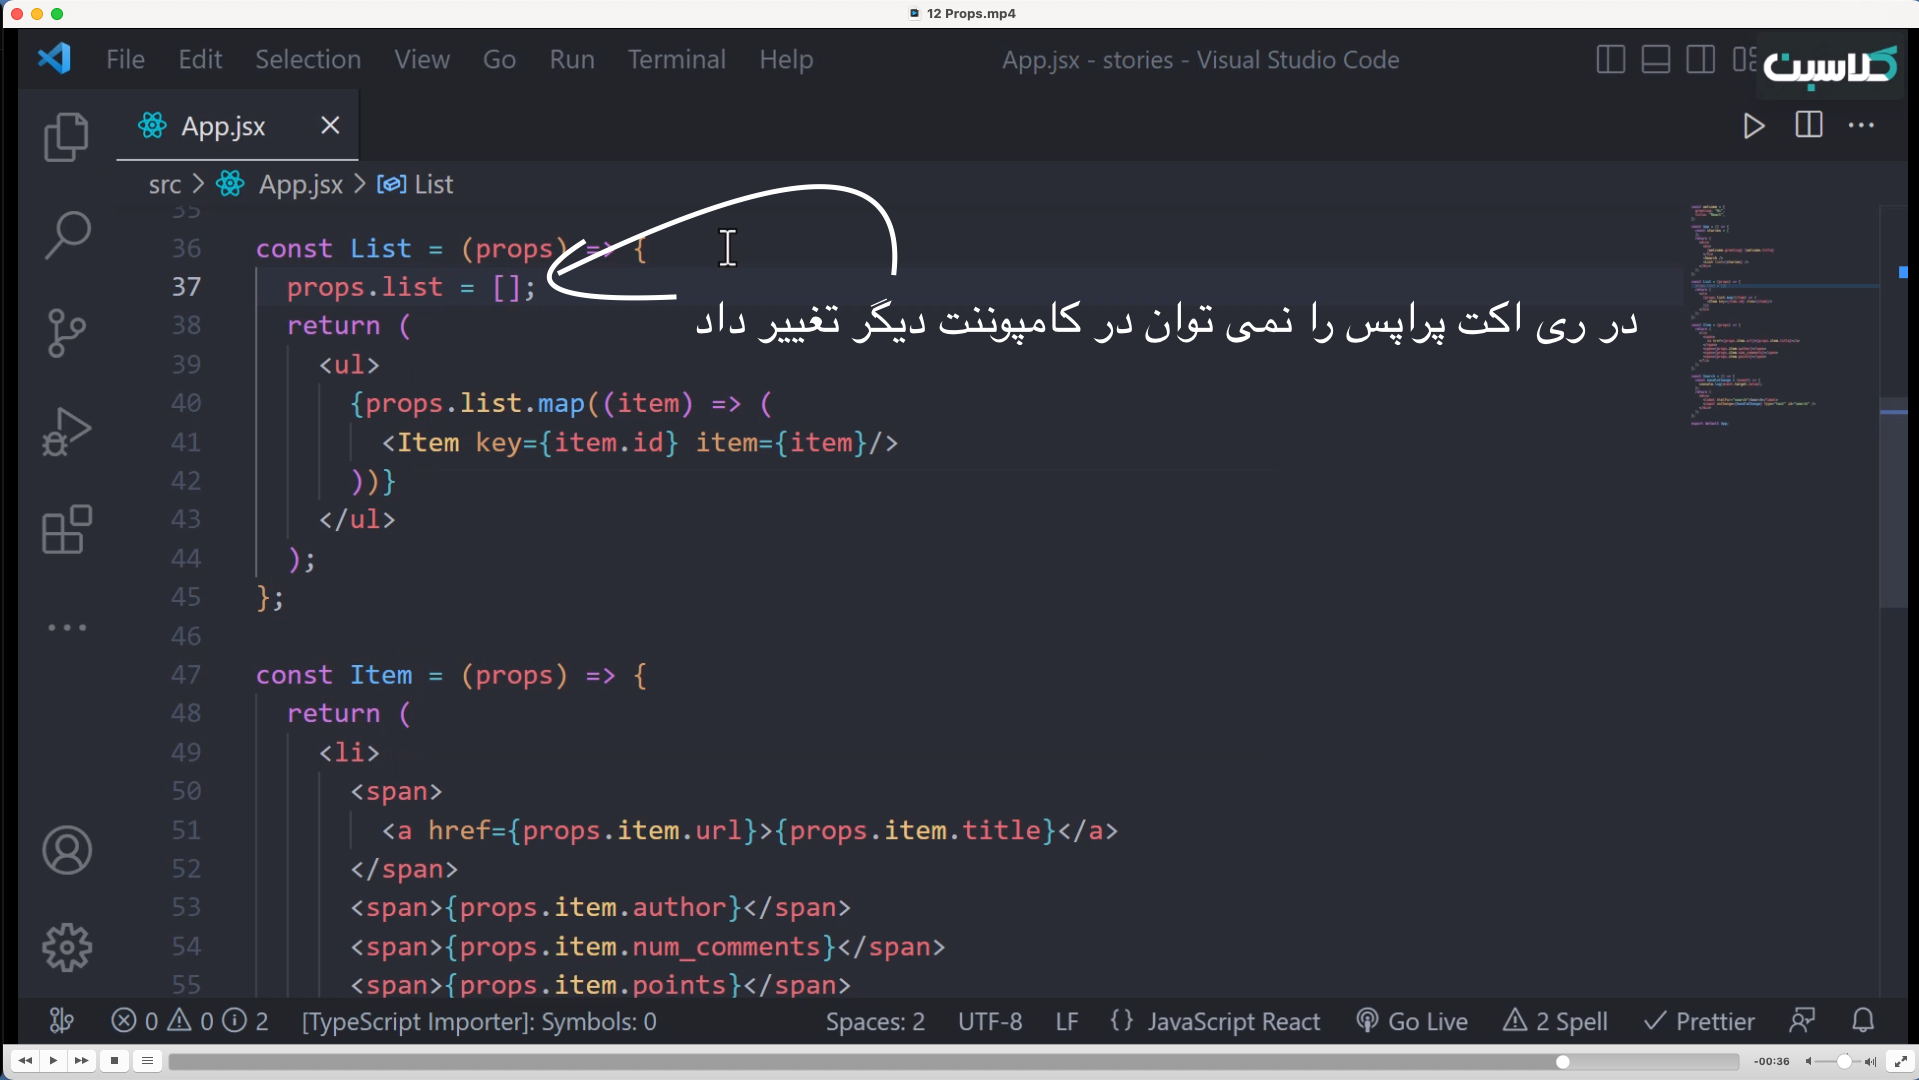 12 Props.mp4
File Edit Selection View Go Run Terminal Help
App.jsx - stories - Visual Studio Code
کلاسیت
App.jsx
src > App.jsx > List
35
36 const List = (props) => {
37 props.list = [];
در ری اکت پراپس را نمی توان در کامپوننت دیگر تغییر داد
38 return (
39 <ul>
40 {props.list.map((item) => (
41 <Item key={item.id} item={item}/>
42 ))}
43 </ul>
44 );
45 };
46
47 const Item = (props) => {
48 return (
49 <li>
50 <span>
51 <a href={props.item.url}>{props.item.title}</a>
52 </span>
53 <span>{props.item.author}</span>
54 <span>{props.item.num_comments}</span>
55 <span>{props.item.points}</span>
0 0 2 [TypeScript Importer]: Symbols: 0 Spaces: 2 UTF-8 LF {} JavaScript React Go Live 2 Spell Prettier
-00:36